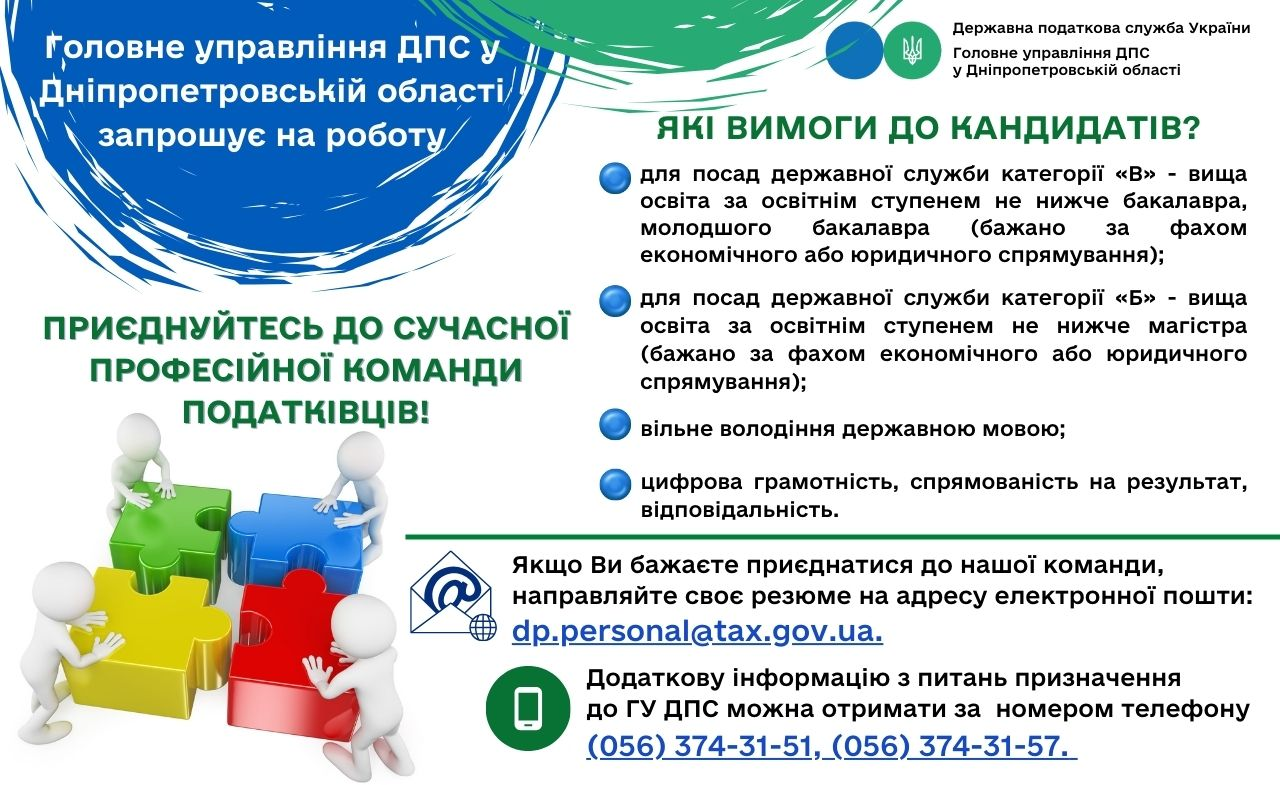 Головне управління ДПС у
Дніпропетровській області
запрошує на роботу
Державна податкова служба України
Головне управління ДПС
у Дніпропетровській області
ПРИЄДНУЙТЕСЬ ДО СУЧАСНОЇ
ПРОФЕСІЙНОЇ КОМАНДИ
ПОДАТКІВЦІВ!
ЯКІ ВИМОГИ ДО КАНДИДАТІВ?
для посад державної служби категорії «В» - вища
освіта за освітнім ступенем не нижче бакалавра,
молодшого бакалавра (бажано за фахом
економічного або юридичного спрямування);
для посад державної служби категорії «Б» - вища
освіта за освітнім ступенем не нижче магістра
(бажано за фахом економічного або юридичного
спрямування);
вільне володіння державною мовою;
цифрова грамотність, спрямованість на результат,
відповідальність.
Якщо Ви бажаєте приєднатися до нашої команди,
направляйте своє резюме на адресу електронної пошти:
dp.personal@tax.gov.ua.
Додаткову інформацію з питань призначення
до ГУ ДПС можна отримати за номером телефону
(056) 374-31-51, (056) 374-31-57.